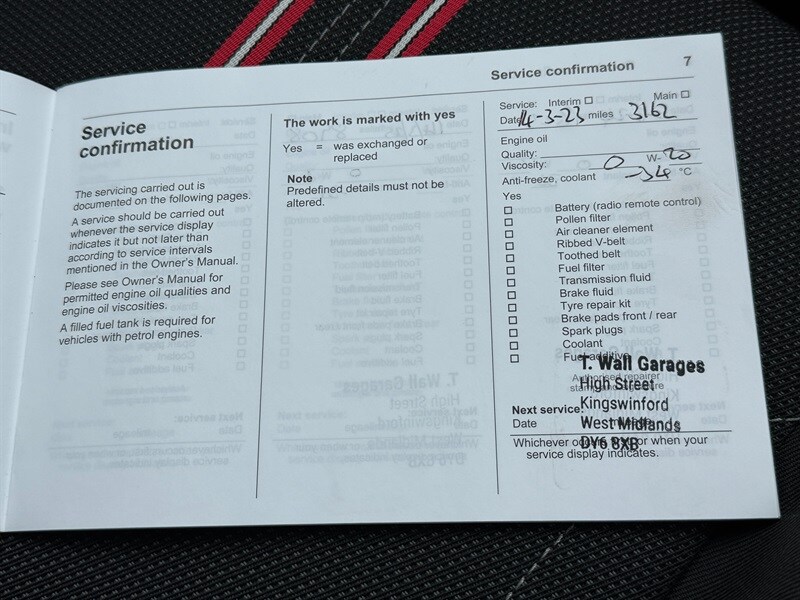 Service confirmation
7
Service
confirmation
The servicing carried out is
documented on the following pages.
A service should be carried out
whenever the service display
indicates it but not later than
according to service intervals
mentioned in the Owner's Manual.
Please see Owner's Manual for
permitted engine oil qualities and
engine oil viscosities.
A filled fuel tank is required for
vehicles with petrol engines.
The work is marked with yes
Yes = was exchanged or
replaced
Note
Predefined details must not be
altered.
Service: Interim □ Main □
Date 14-3-23 miles 3162
Engine oil
Quality:
Viscosity: 0 W- 20
Anti-freeze, coolant -34 °C
Yes
□ Battery (radio remote control)
□ Pollen filter
□ Air cleaner element
□ Ribbed V-belt
□ Toothed belt
□ Fuel filter
□ Transmission fluid
□ Brake fluid
□ Tyre repair kit
□ Brake pads front / rear
□ Spark plugs
□ Coolant
□ Fuel additive
T. Wall Garages
Authorised repairer
High Street
Kingswinford
Next service:
Date
West Midlands
DY6 8XB
Whichever or when your
service display indicates.